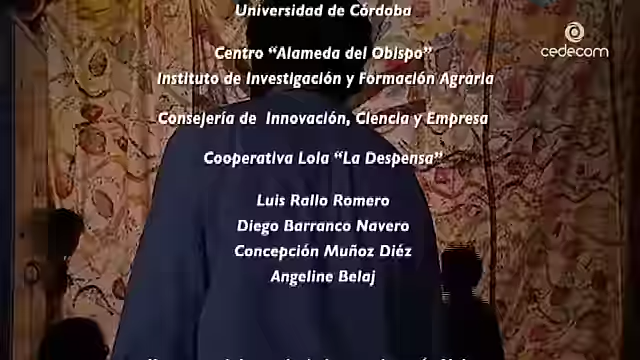 Universidad de Córdoba
cedecom
Centro “Alameda del Obispo”
Instituto de Investigación y Formación Agraria
Consejería de Innovación, Ciencia y Empresa
Cooperativa Lola “La Despensa”
Luis Rallo Romero
Diego Barranco Navero
Concepción Muñoz Diéz
Angeline Belaj